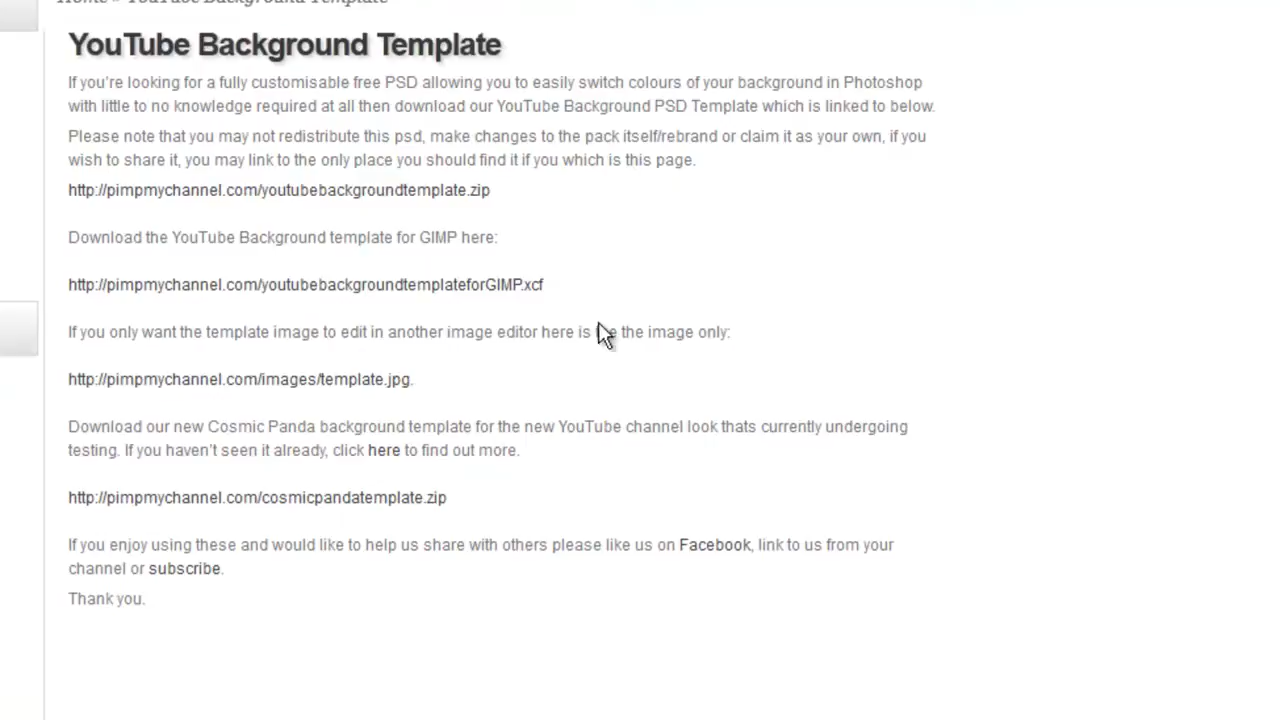 Home » YouTube Background Template
YouTube Background Template
If you're looking for a fully customisable free PSD allowing you to easily switch colours of your background in Photoshop
with little to no knowledge required at all then download our YouTube Background PSD Template which is linked to below.
Please note that you may not redistribute this psd, make changes to the pack itself/rebrand or claim it as your own, if you
wish to share it, you may link to the only place you should find it if you which is this page.
http://pimpmychannel.com/youtubebackgroundtemplate.zip
Download the YouTube Background template for GIMP here:
http://pimpmychannel.com/youtubebackgroundtemplateforGIMP.xcf
If you only want the template image to edit in another image editor here is the image only:
http://pimpmychannel.com/images/template.jpg.
Download our new Cosmic Panda background template for the new YouTube channel look thats currently undergoing
testing. If you haven't seen it already, click here to find out more.
http://pimpmychannel.com/cosmicpandatemplate.zip
If you enjoy using these and would like to help us share with others please like us on Facebook, link to us from your
channel or subscribe.
Thank you.